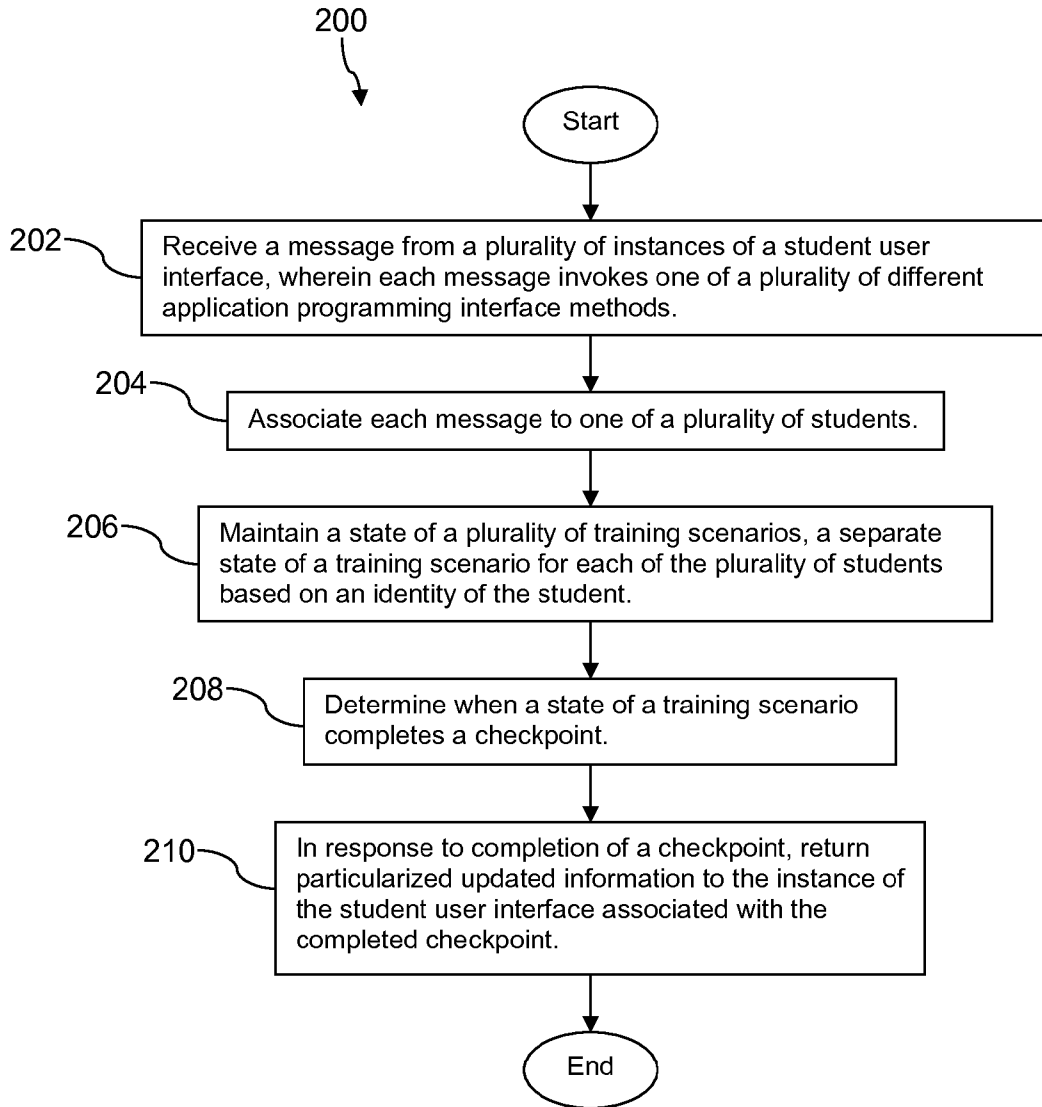 200
Start
202
Receive a message from a plurality of instances of a student user
interface, wherein each message invokes one of a plurality of different
application programming interface methods.
204
Associate each message to one of a plurality of students.
206
Maintain a state of a plurality of training scenarios, a separate
state of a training scenario for each of the plurality of students
based on an identity of the student.
208
Determine when a state of a training scenario
completes a checkpoint.
210
In response to completion of a checkpoint, return
particularized updated information to the instance of
the student user interface associated with the
completed checkpoint.
End